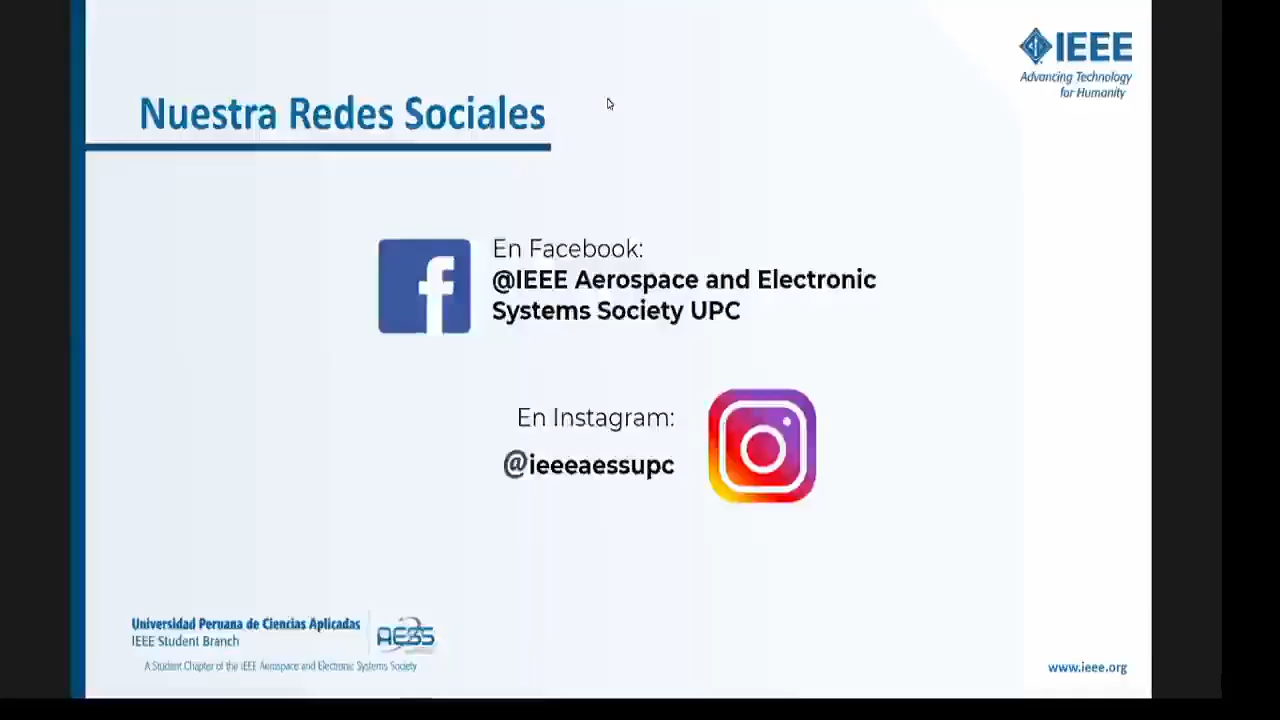 IEEE
Advancing Technology
for Humanity
Nuestra Redes Sociales
En Facebook:
@IEEE Aerospace and Electronic
Systems Society UPC
En Instagram:
@ieeeaessupc
Universidad Peruana de Ciencias Aplicadas
IEEE Student Branch
AESS
A Student Chapter of the IEEE Aerospace and Electronic Systems Society
www.ieee.org